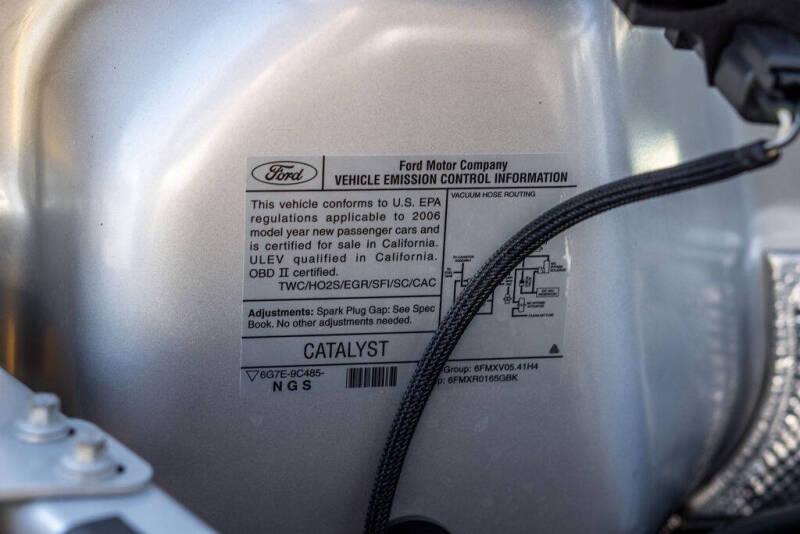 Ford
Ford Motor Company
VEHICLE EMISSION CONTROL INFORMATION
This vehicle conforms to U.S. EPA
regulations applicable to 2006
model year new passenger cars and
is certified for sale in California.
ULEV qualified in California.
OBD II certified.
TWC/HO2S/EGR/SFI/SC/CAC
VACUUM HOSE ROUTING
Adjustments: Spark Plug Gap: See Spec
Book. No other adjustments needed.
CATALYST
6G7E-9C485-
NGS
Group: 6FMXV05.41H4
6FMXR0165GBK